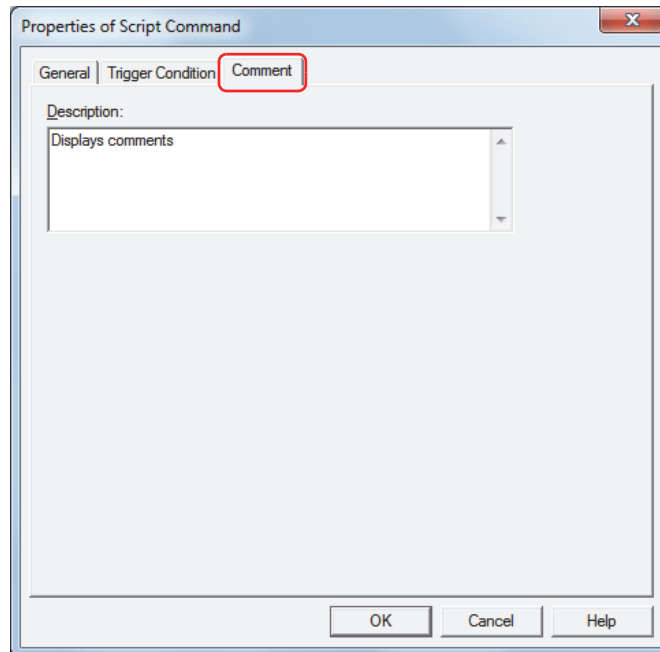 Properties of Script Command
General Trigger Condition Comment
Description:
Displays comments
OK Cancel Help